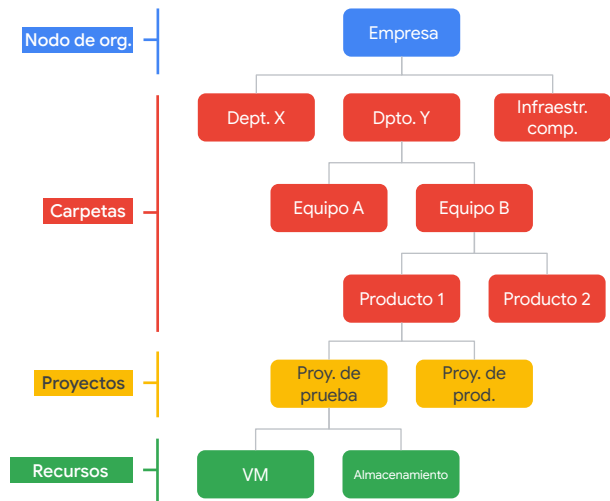 Nodo de org.
Empresa
Dept. X
Dpto. Y
Infraestr.
comp.
Carpetas
Equipo A
Equipo B
Producto 1
Producto 2
Proyectos
Proy. de
prueba
Proy. de
prod.
Recursos
VM
Almacenamiento